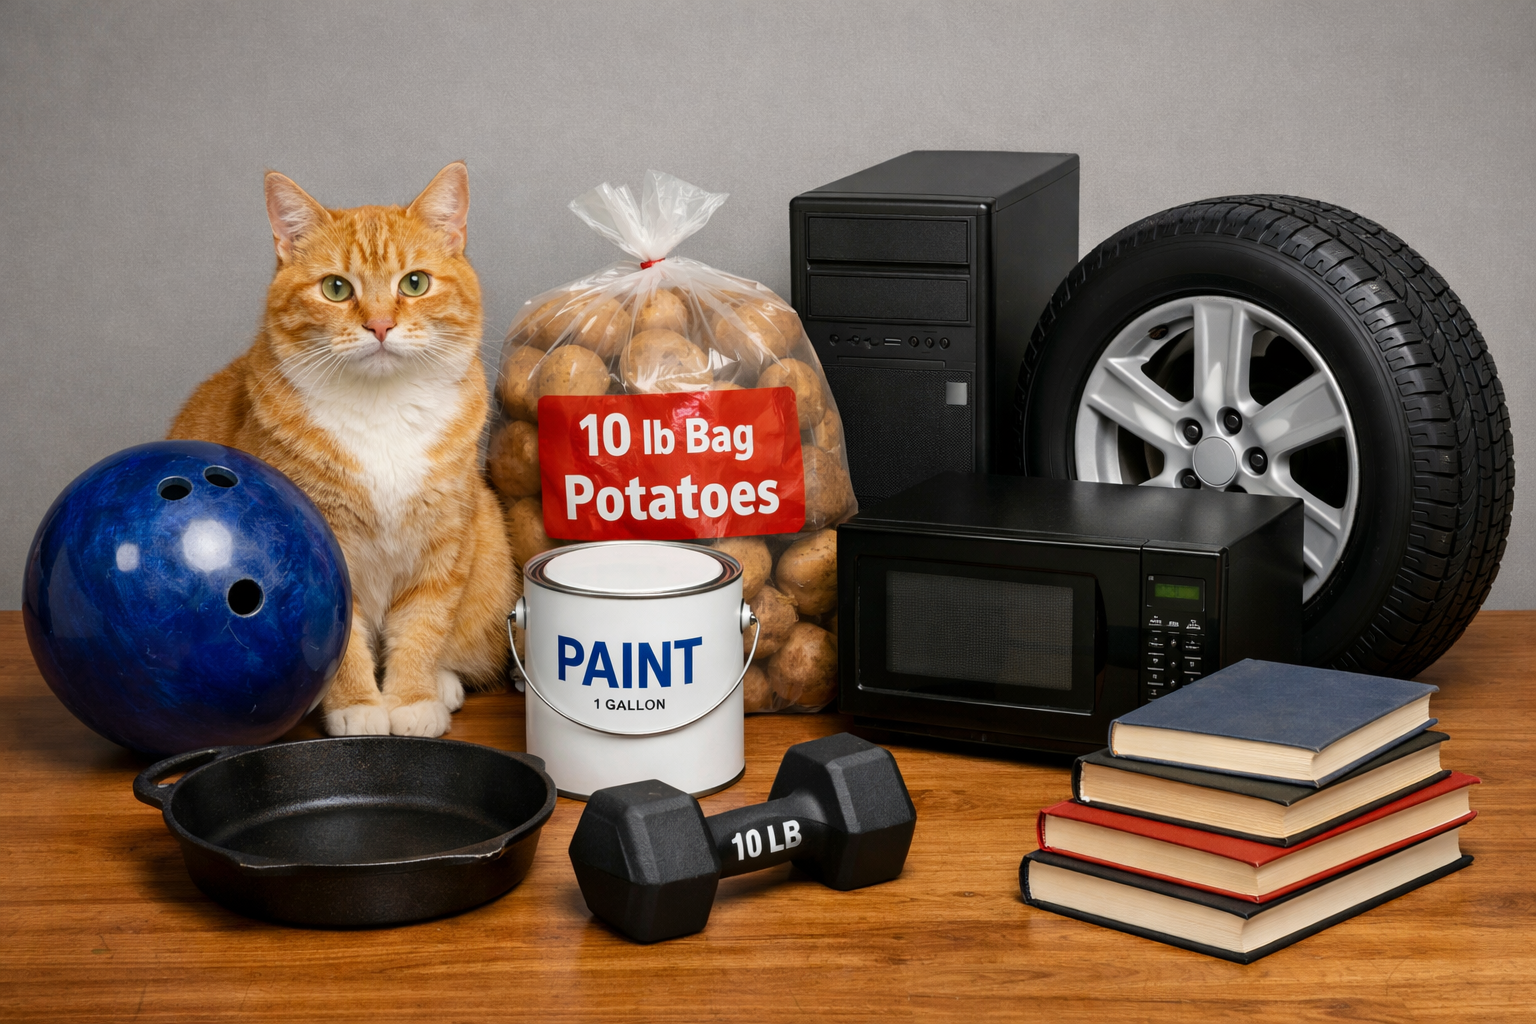 10 lb Bag
Potatoes
PAINT
1 GALLON
10 LB